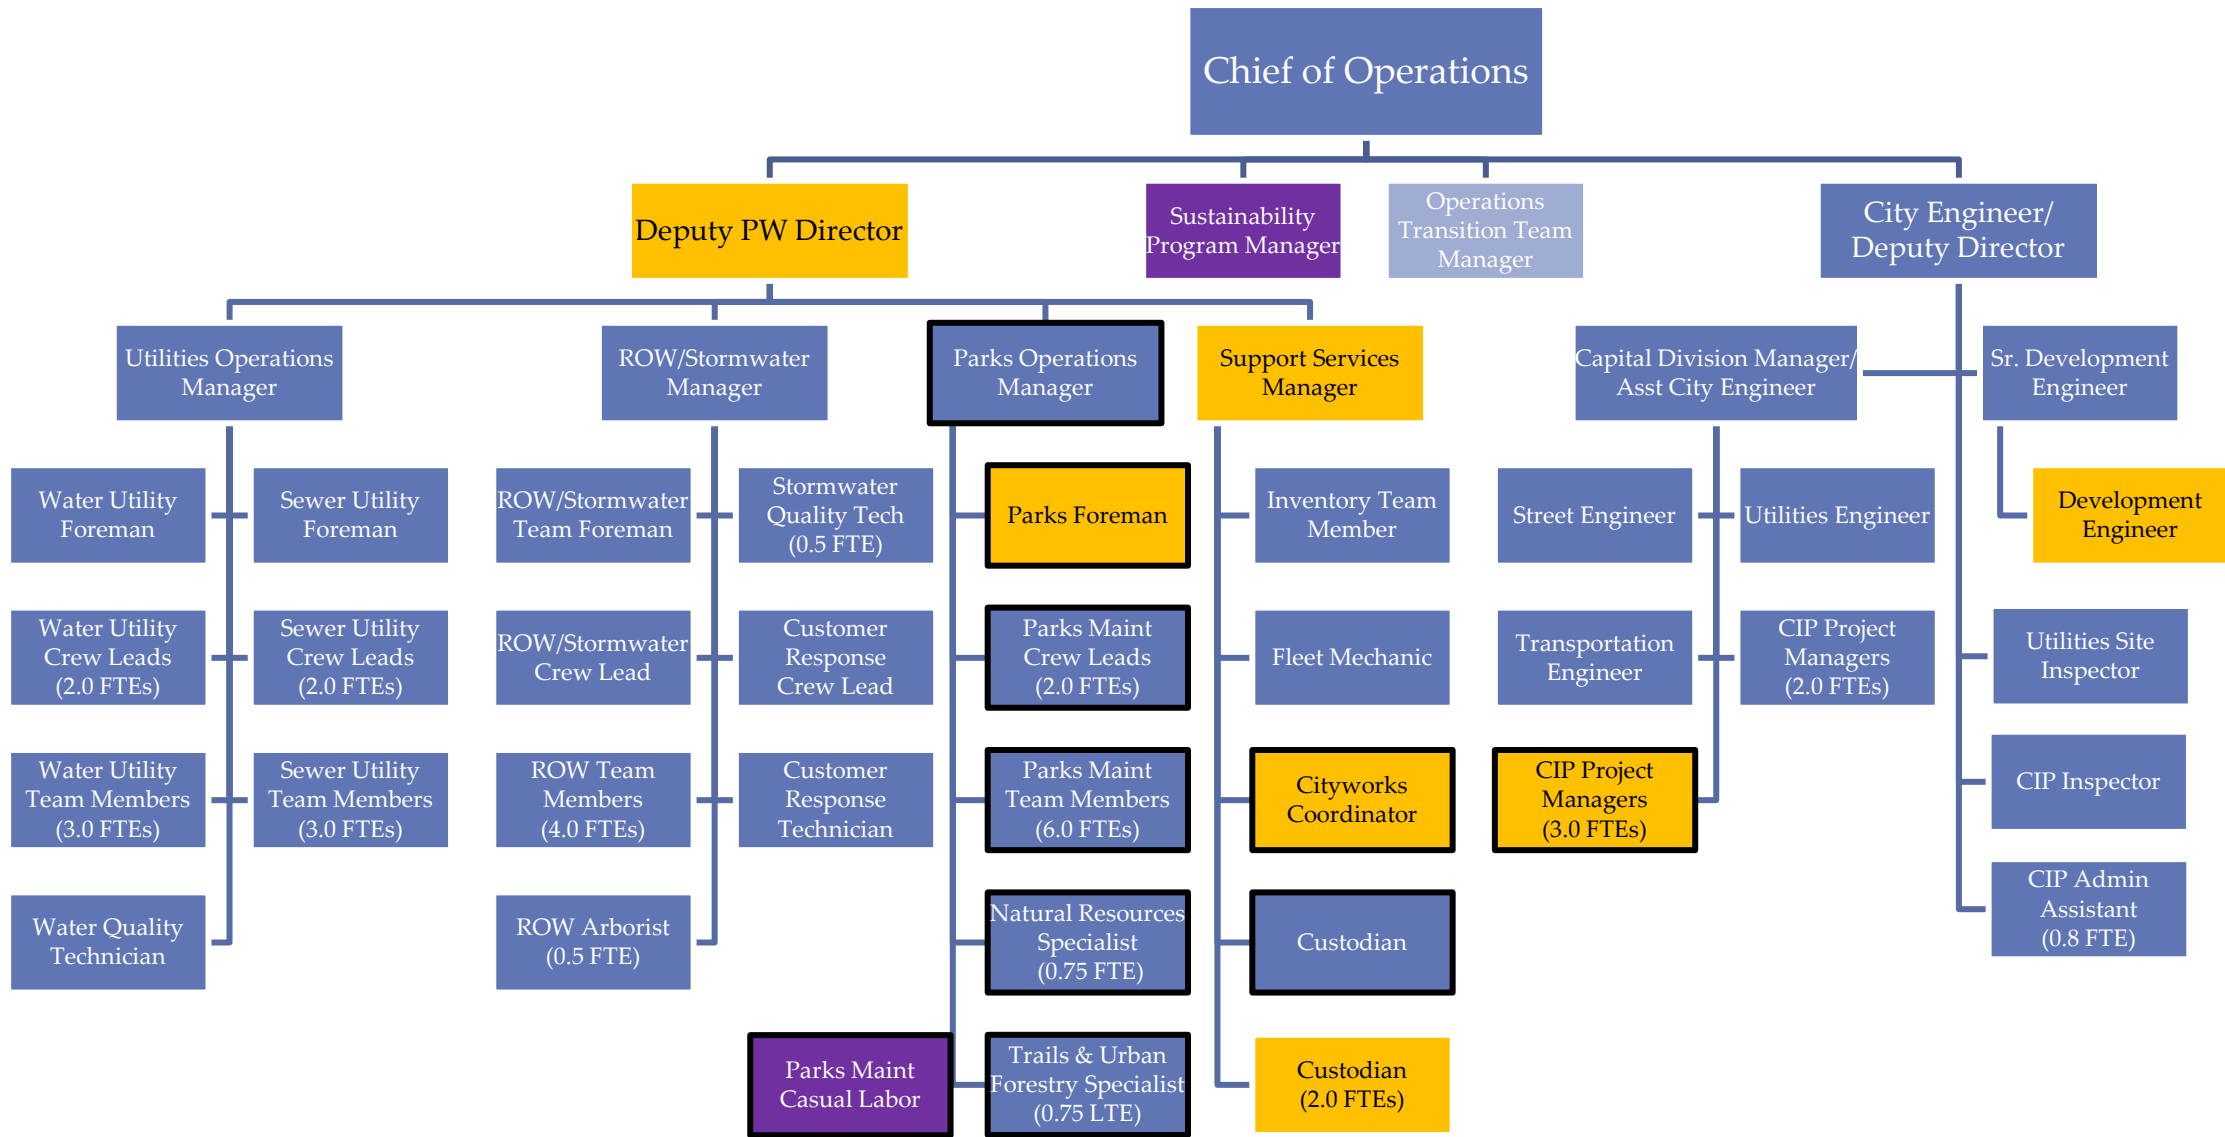 Chief of Operations
Deputy PW Director
Sustainability
Program Manager
Operations
Transition Team
Manager
City Engineer/
Deputy Director
Utilities Operations
Manager
ROW/Stormwater
Manager
Parks Operations
Manager
Support Services
Manager
Capital Division Manager/
Asst City Engineer
Sr. Development
Engineer
Water Utility
Foreman
Sewer Utility
Foreman
ROW/Stormwater
Team Foreman
Stormwater
Quality Tech
(0.5 FTE)
Parks Foreman
Inventory Team
Member
Street Engineer
Utilities Engineer
Development
Engineer
Water Utility
Crew Leads
(2.0 FTEs)
Sewer Utility
Crew Leads
(2.0 FTEs)
ROW/Stormwater
Crew Lead
Customer
Response
Crew Lead
Parks Maint
Crew Leads
(2.0 FTEs)
Fleet Mechanic
Transportation
Engineer
CIP Project
Managers
(2.0 FTEs)
Utilities Site
Inspector
Water Utility
Team Members
(3.0 FTEs)
Sewer Utility
Team Members
(3.0 FTEs)
ROW Team
Members
(4.0 FTEs)
Customer
Response
Technician
Parks Maint
Team Members
(6.0 FTEs)
Cityworks
Coordinator
CIP Project
Managers
(3.0 FTEs)
CIP Inspector
Water Quality
Technician
ROW Arborist
(0.5 FTE)
Natural Resources
Specialist
(0.75 FTE)
Custodian
CIP Admin
Assistant
(0.8 FTE)
Parks Maint
Casual Labor
Trails & Urban
Forestry Specialist
(0.75 LTE)
Custodian
(2.0 FTEs)